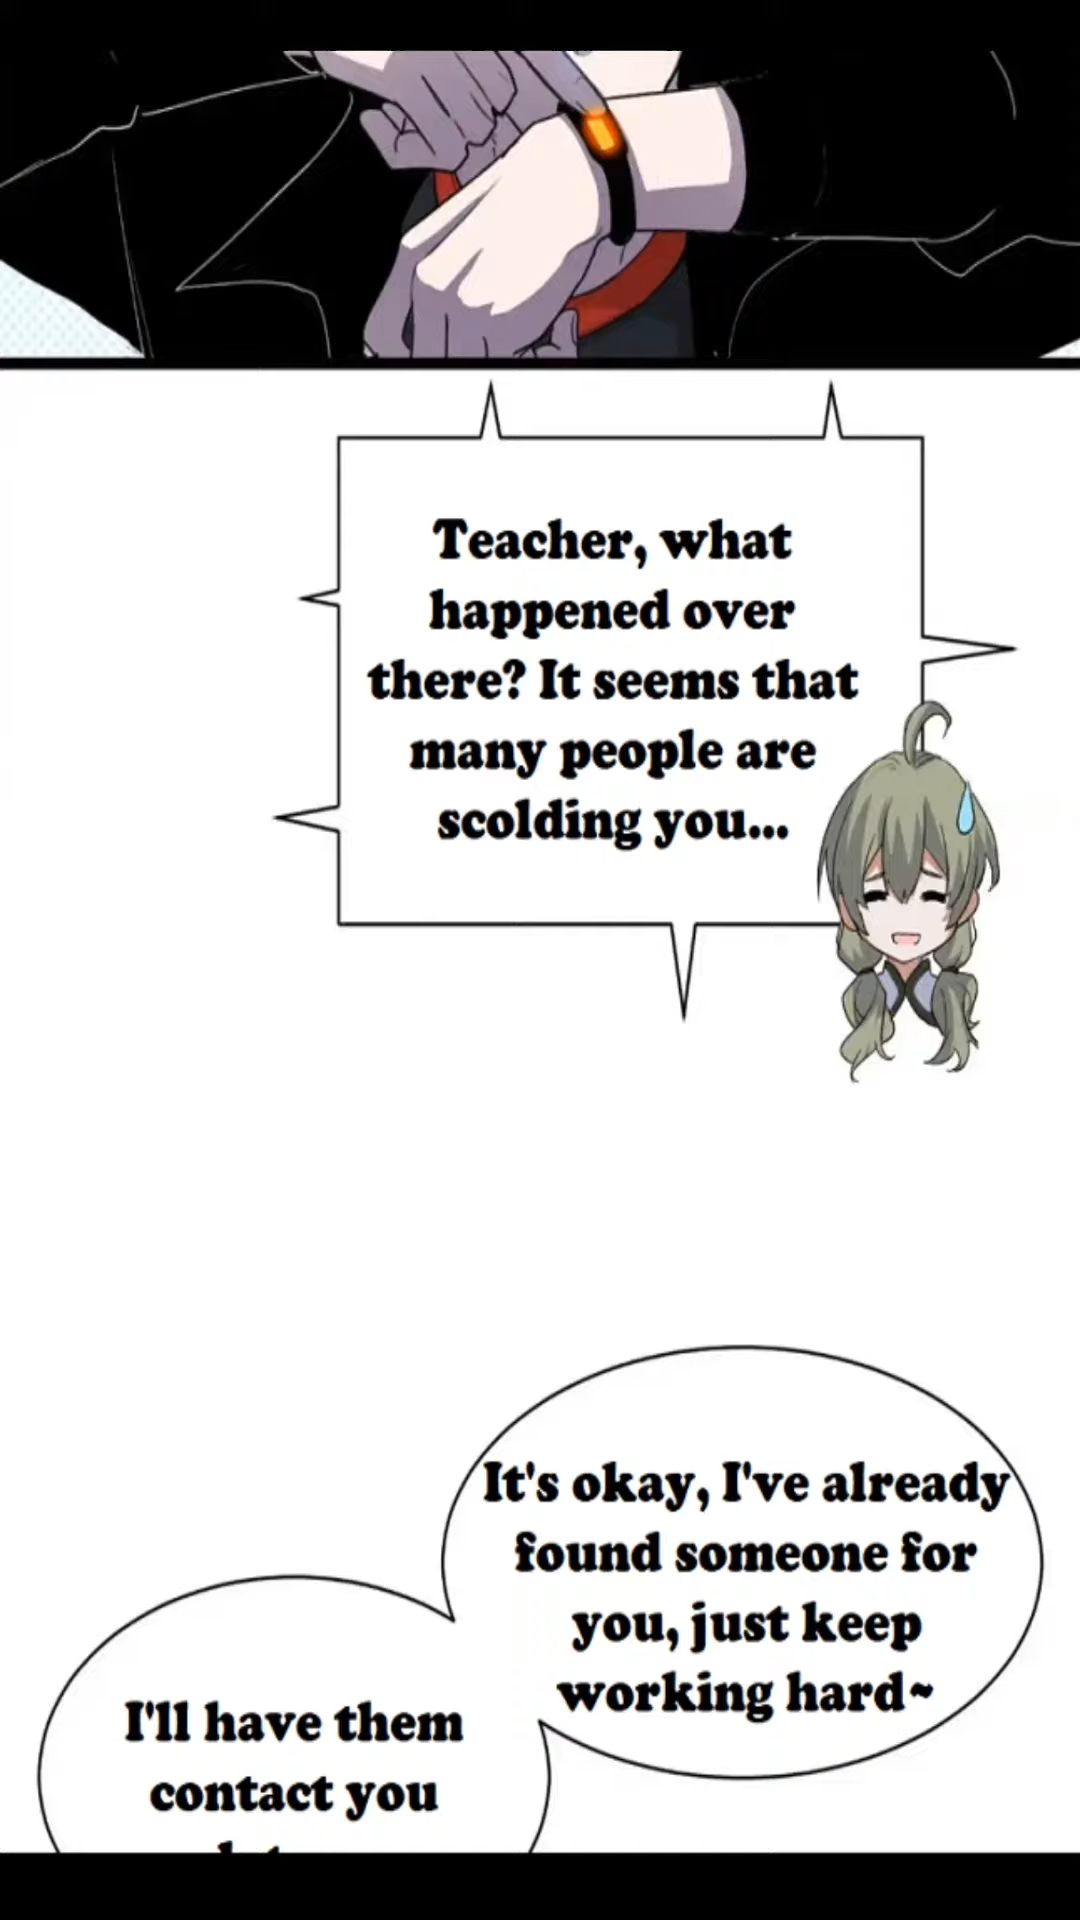 Teacher, what
happened over
there? It seems that
many people are
scolding you...
It's okay, I've already
found someone for
you, just keep
working hard~
I'll have them
contact you